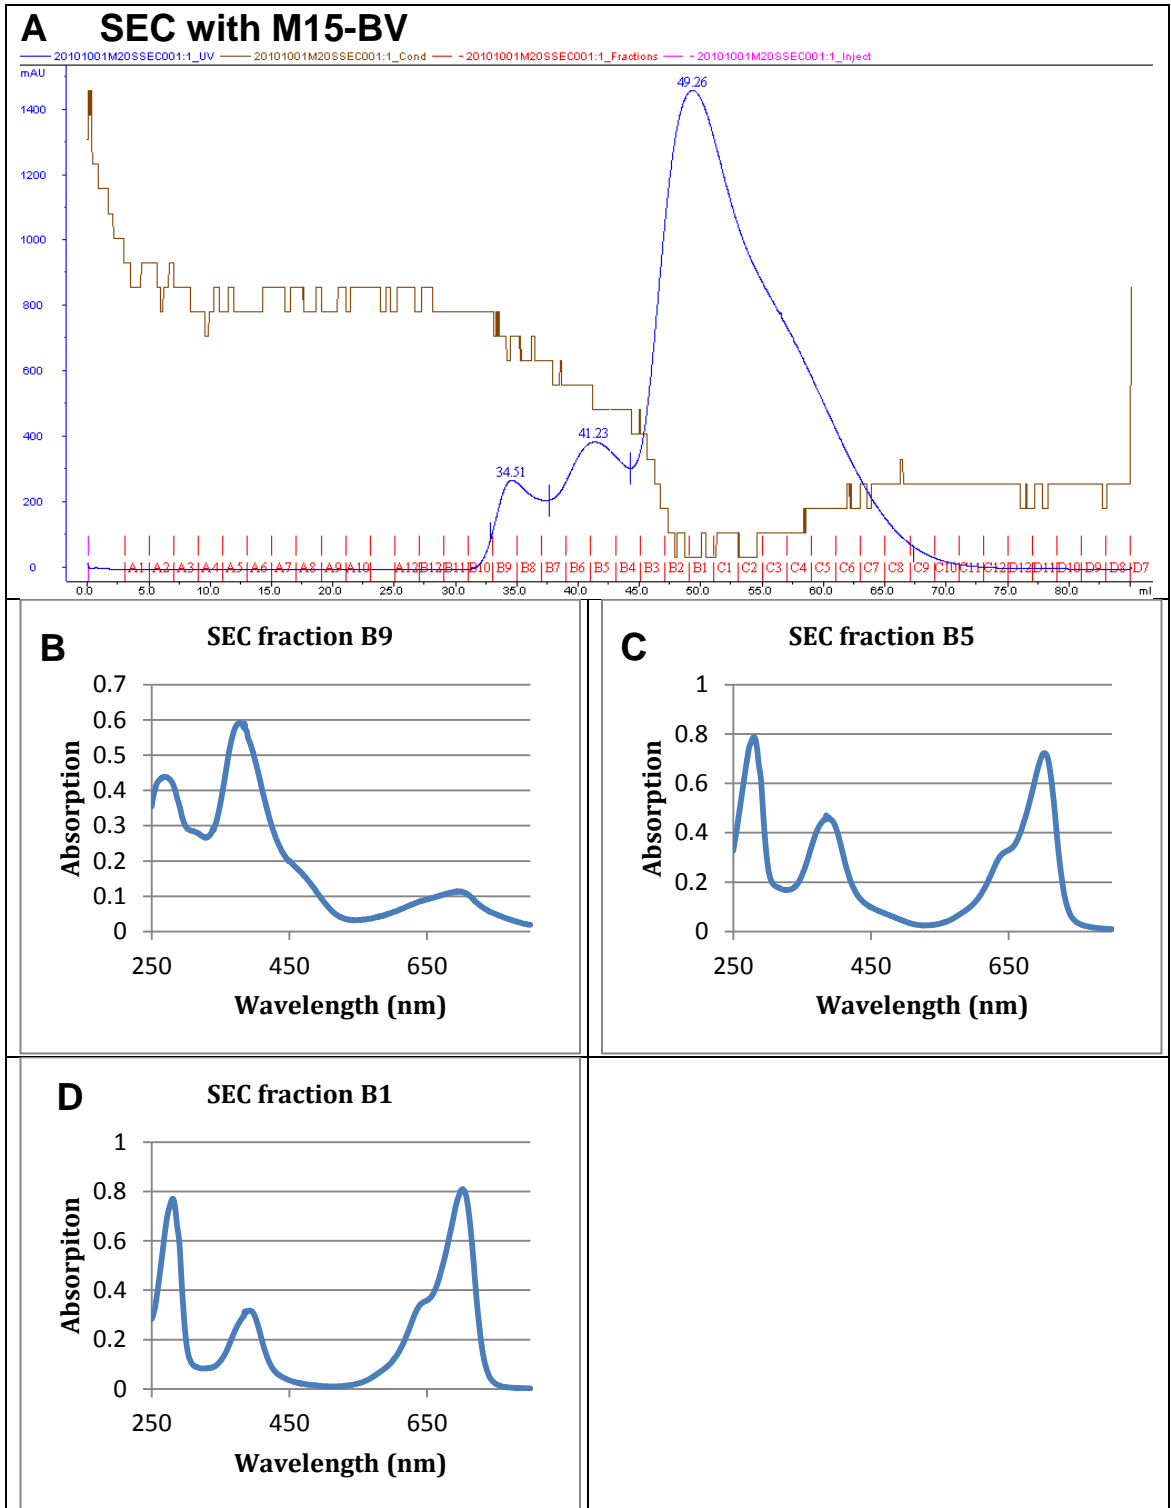 A SEC with M15-BV
20101001M20SSEC001:1_UV 20101001M20SSEC001:1_Cond 20101001M20SSEC001:1_Fractions 20101001M20SSEC001:1_Inject
mAU
49.26
1400
1200
1000
800
600
400
41.23
34.51
200
0
A1 A2 A3 A4 A5 A6 A7 A8 A9 A10 A12 B12 B11 B10 B9 B8 B7 B6 B5 B4 B3 B2 B1 C1 C2 C3 C4 C5 C6 C7 C8 C9 C10 C11 C12 D12 D11 D10 D9 D8 D7
0.0 5.0 10.0 15.0 20.0 25.0 30.0 35.0 40.0 45.0 50.0 55.0 60.0 65.0 70.0 75.0 80.0 ml
B SEC fraction B9
0.7
0.6
0.5
0.4
0.3
0.2
0.1
0
Absorption
250 450 650
Wavelength (nm)
C SEC fraction B5
1
0.8
0.6
0.4
0.2
0
Absorption
250 450 650
Wavelength (nm)
D SEC fraction B1
1
0.8
0.6
0.4
0.2
0
Absorpiton
250 450 650
Wavelength (nm)